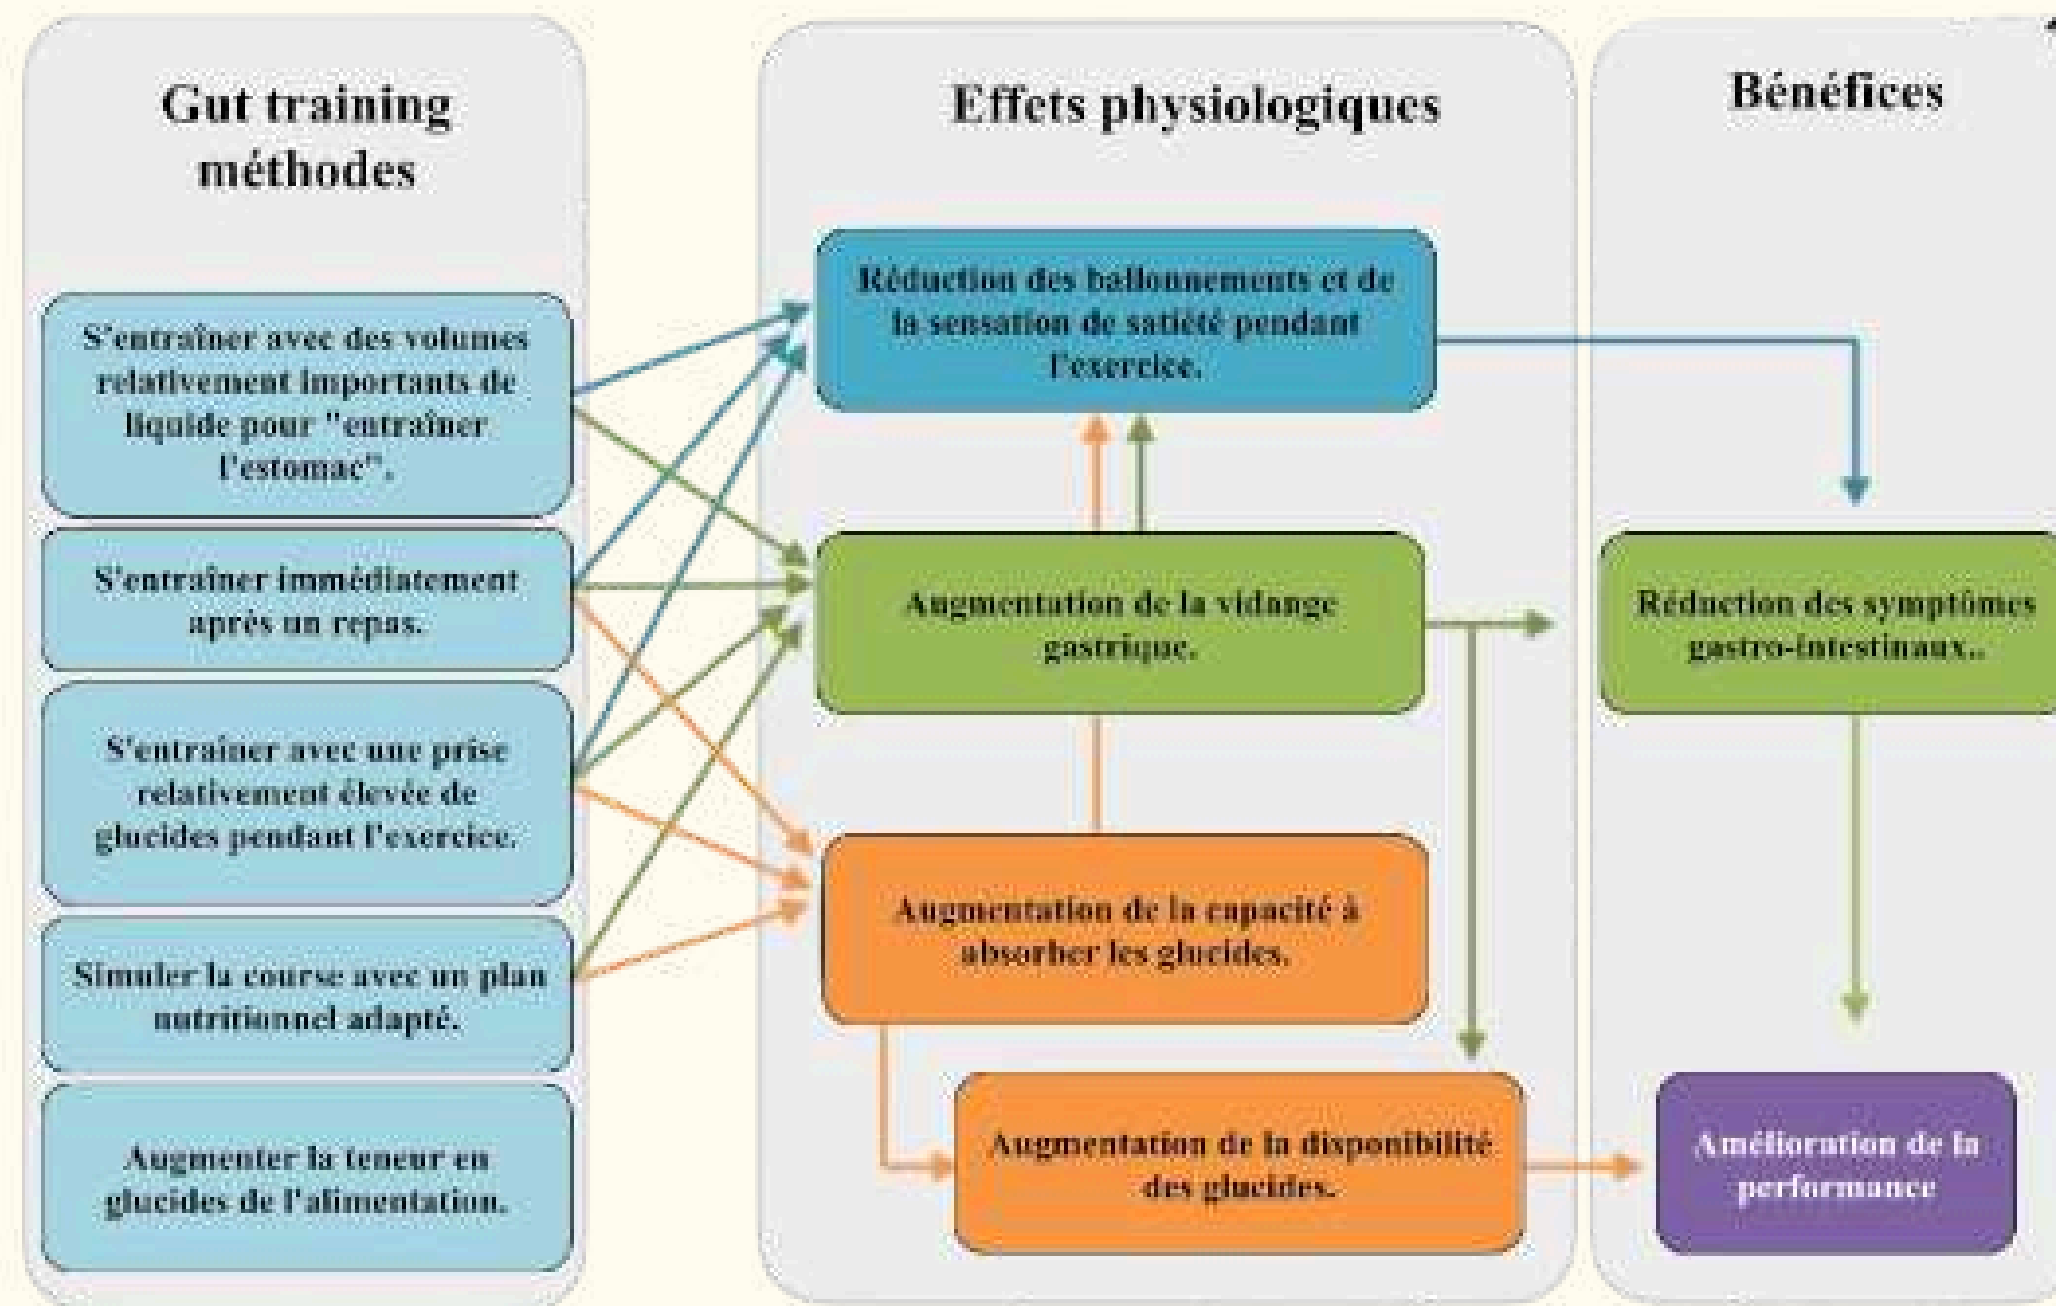 Gut training
méthodes
S'entraîner avec des volumes
relativement importants de
liquide pour "entraîner
l'estomac".
S'entraîner immédiatement
après un repas.
S'entraîner avec une prise
relativement élevée de
glucides pendant l'exercice.
Simuler la course avec un plan
nutritionnel adapté.
Augmenter la teneur en
glucides de l'alimentation.
Effets physiologiques
Réduction des ballonnements et de
la sensation de satiété pendant
l'exercice.
Augmentation de la vidange
gastrique.
Augmentation de la capacité à
absorber les glucides.
Augmentation de la disponibilité
des glucides.
Bénéfices
Réduction des symptômes
gastro-intestinaux..
Amélioration de la
performance